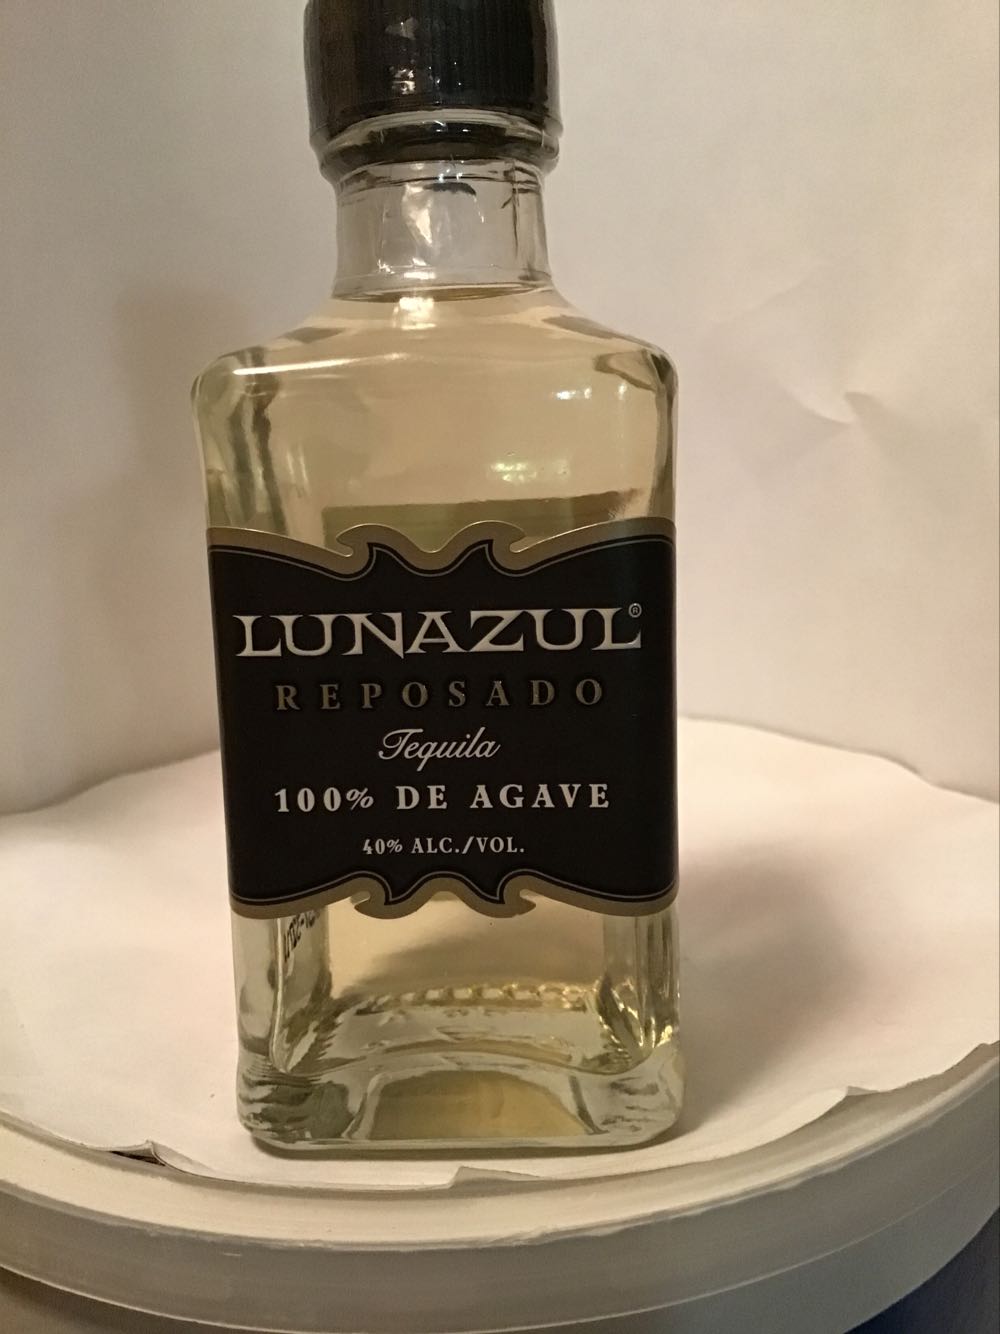 LUNAZUL®
REPOSADO
Tequila
100% DE AGAVE
40% ALC./VOL.